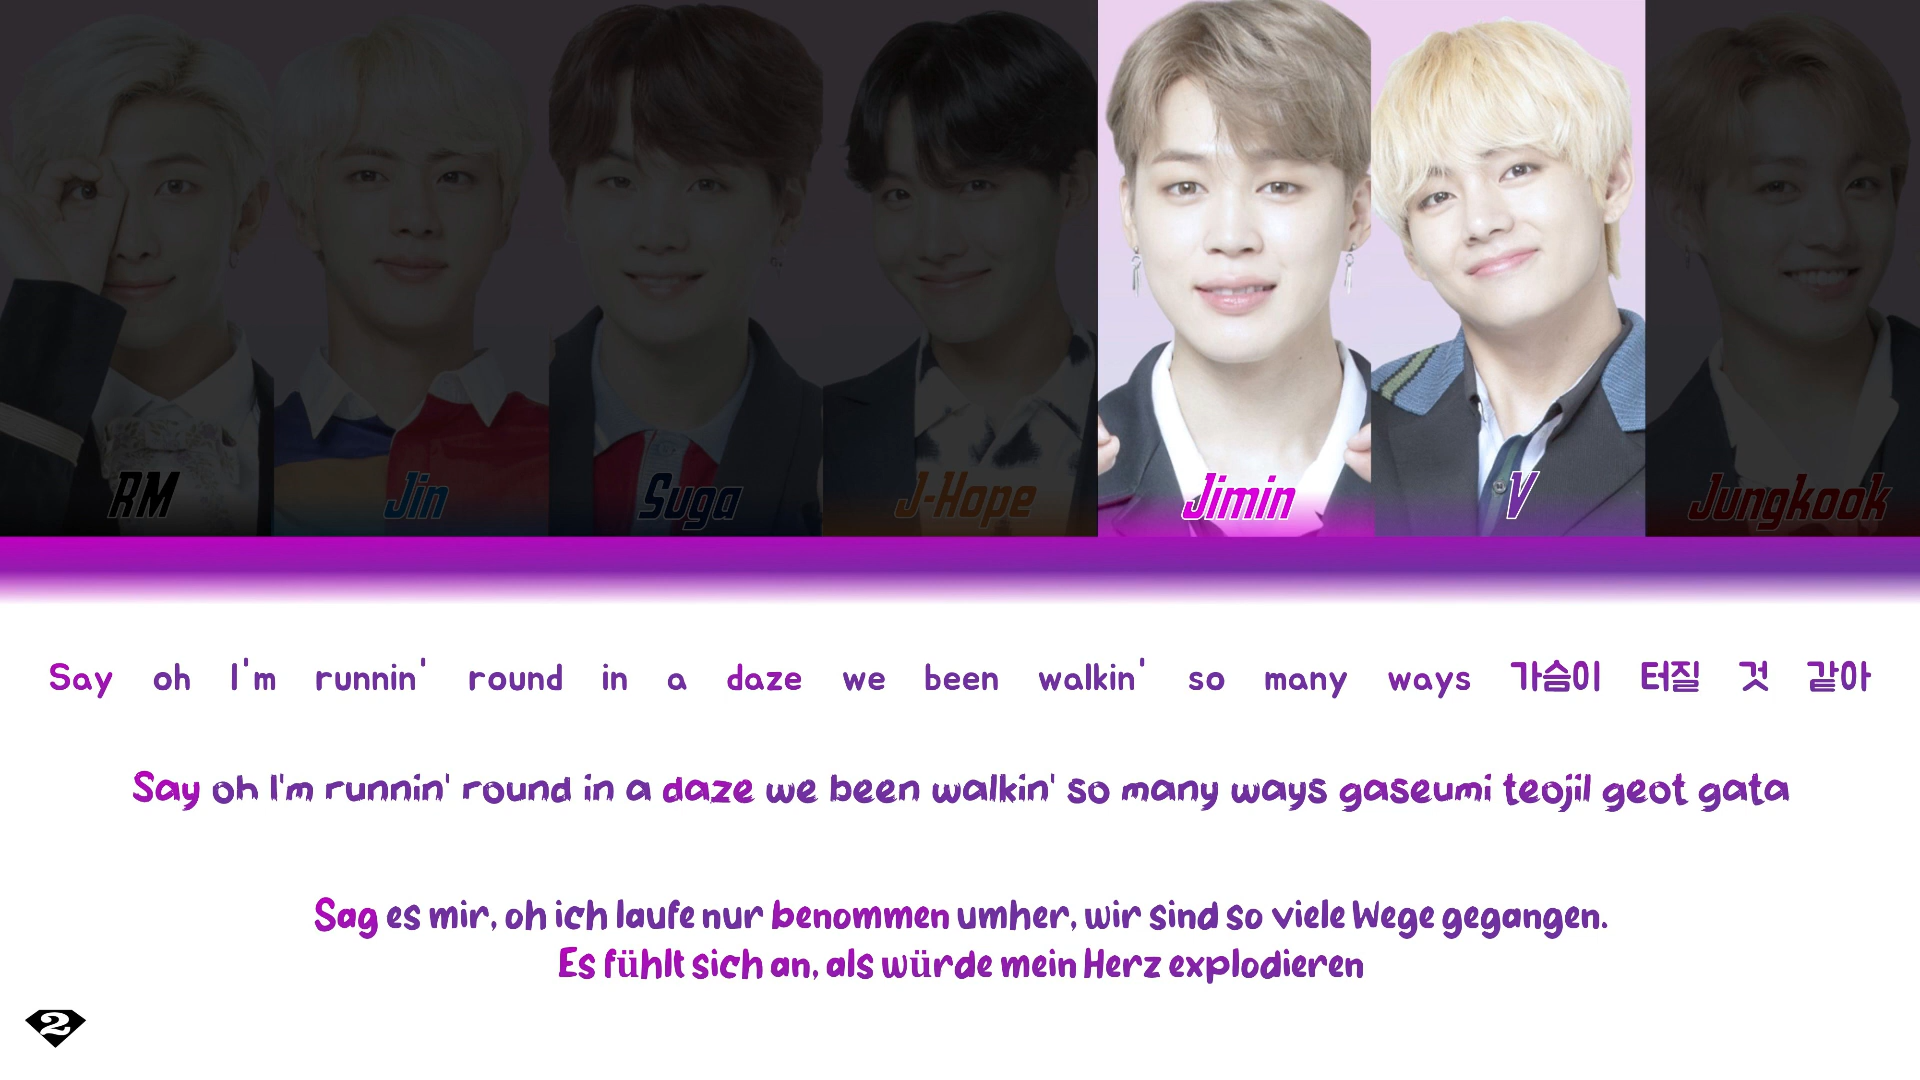 RM Jin Suga J-Hope Jimin V Jungkook
Say oh I'm runnin' round in a daze we been walkin' so many ways 가슴이 터질 것 같아
Say oh I'm runnin' round in a daze we been walkin' so many ways gaseumi teojil geot gata
Sag es mir, oh ich laufe nur benommen umher, wir sind so viele Wege gegangen.
Es fühlt sich an, als würde mein Herz explodieren
2